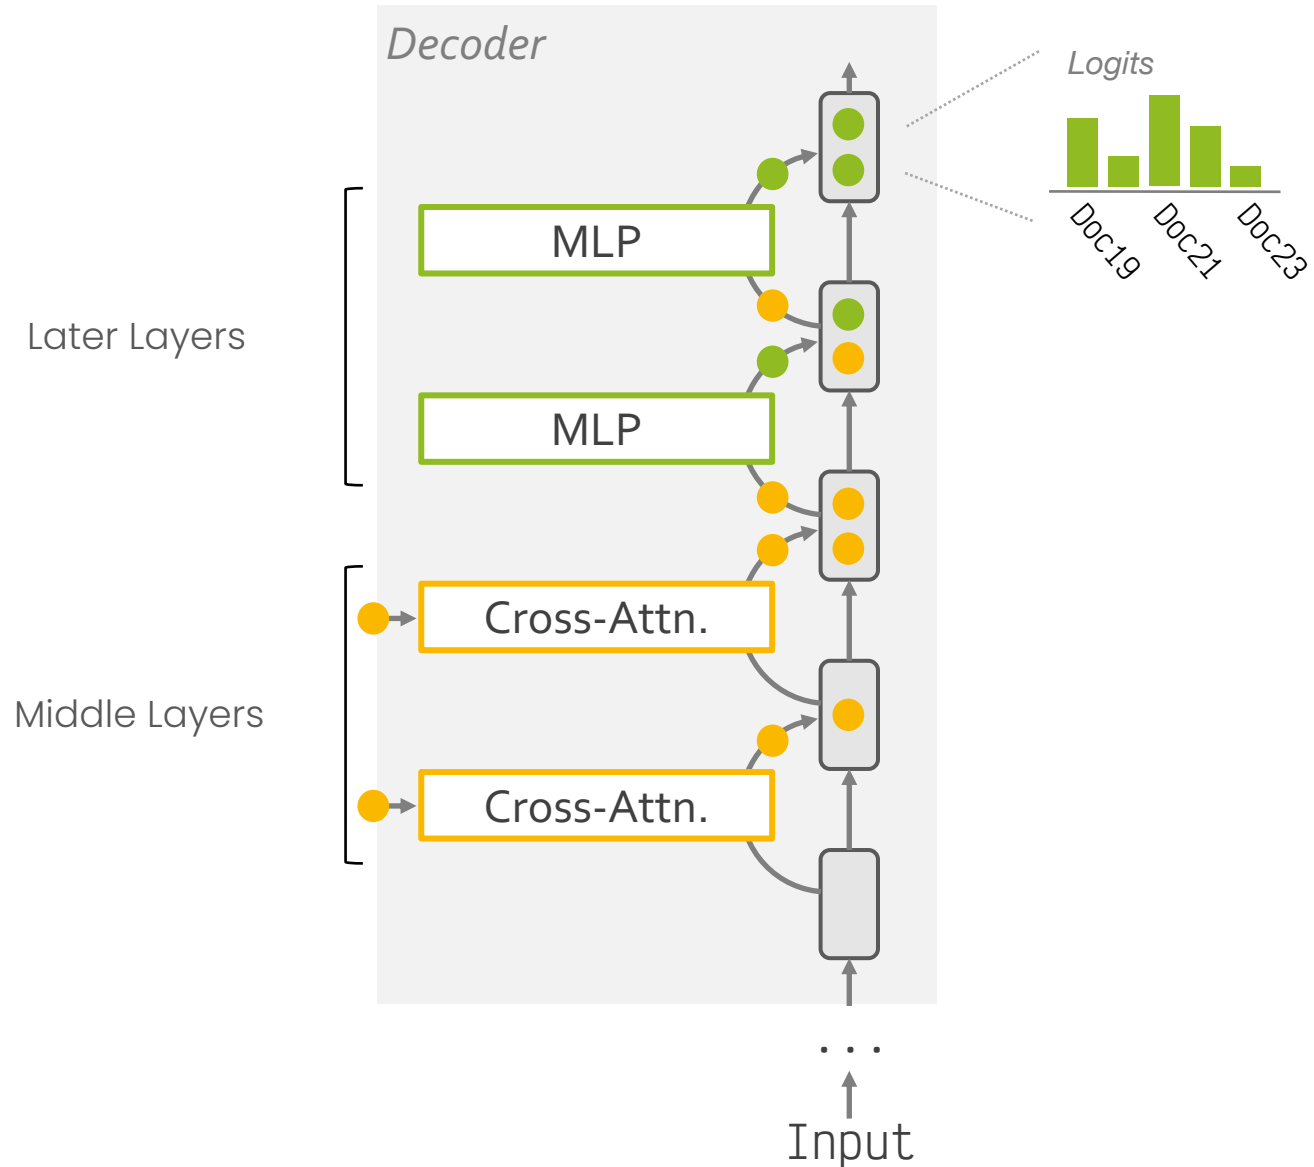 Decoder
Logits
Doc19
Doc21
Doc23
MLP
Later Layers
MLP
Cross-Attn.
Middle Layers
Cross-Attn.
...
Input